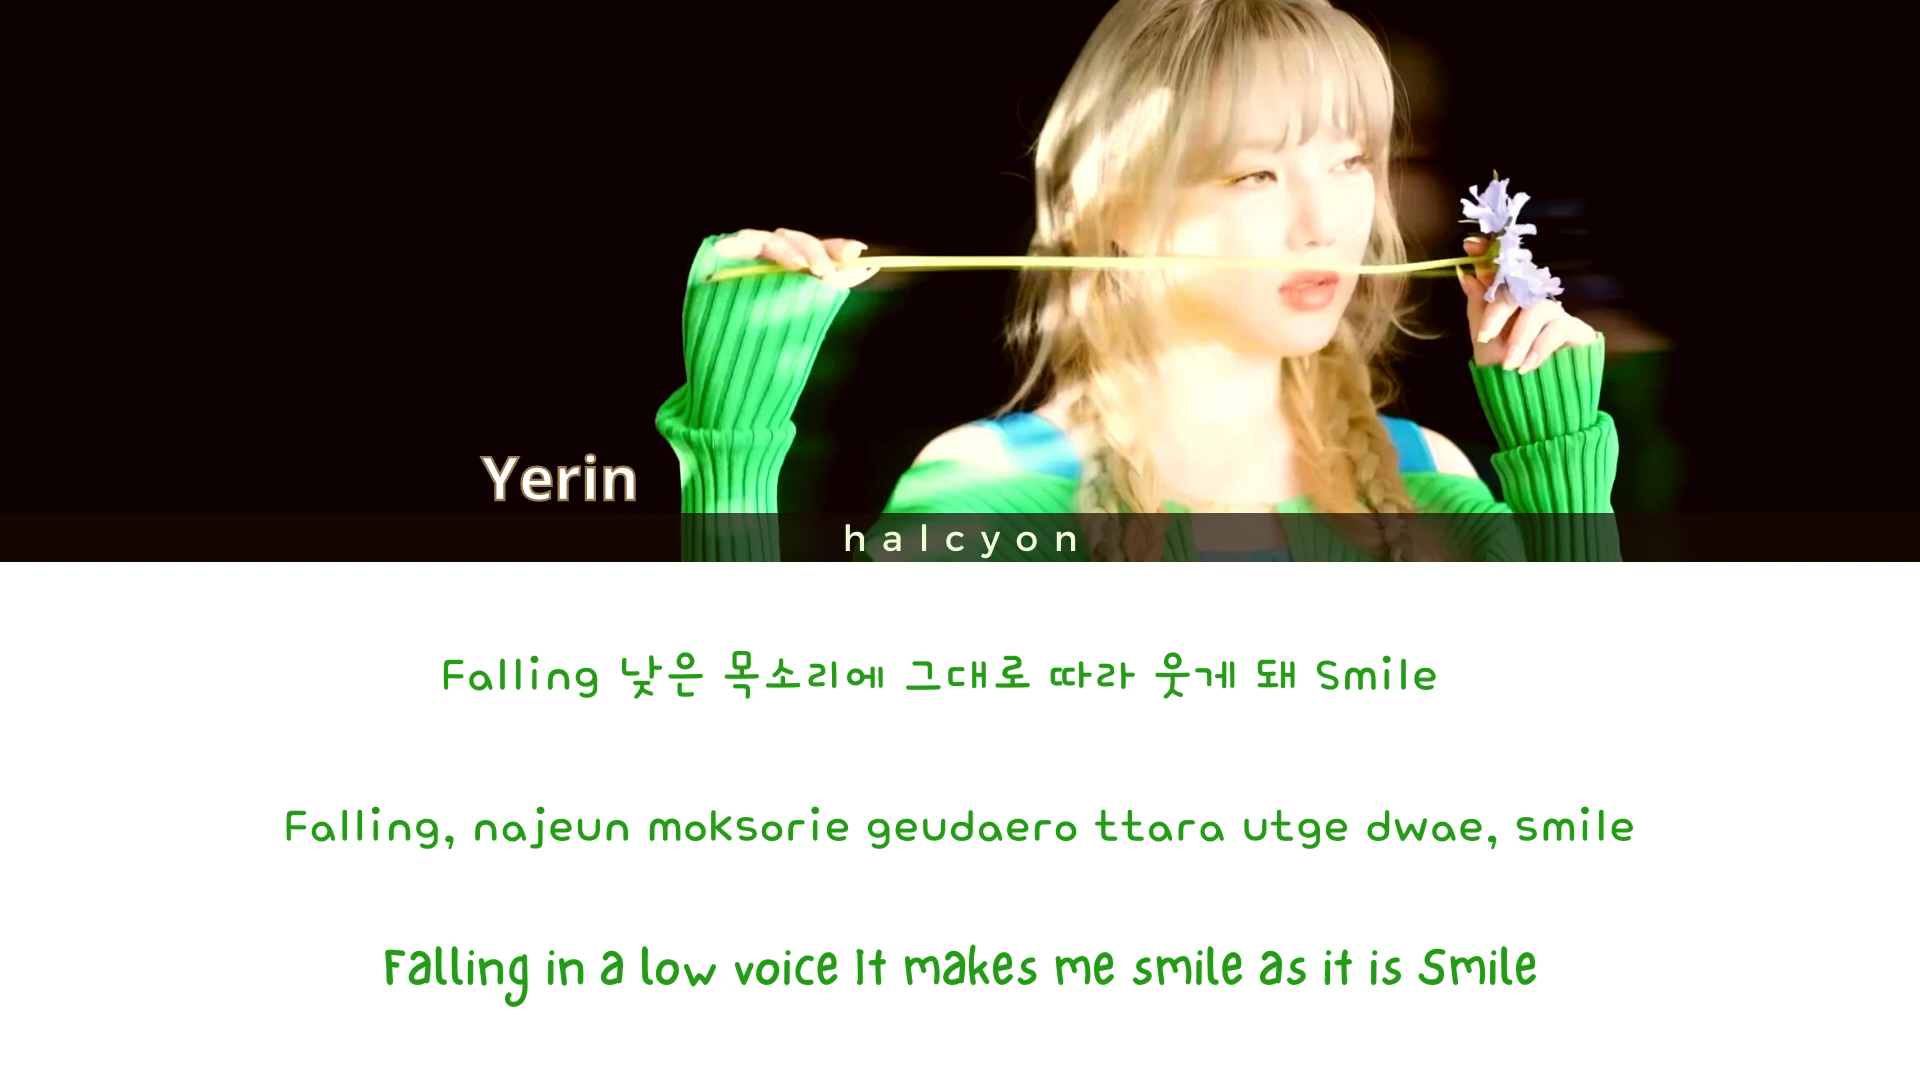 Yerin
halcyon
Falling 낮은 목소리에 그대로 따라 웃게 돼 Smile
Falling, najeun moksorie geudaero ttara utge dwae, smile
Falling in a low voice It makes me smile as it is Smile